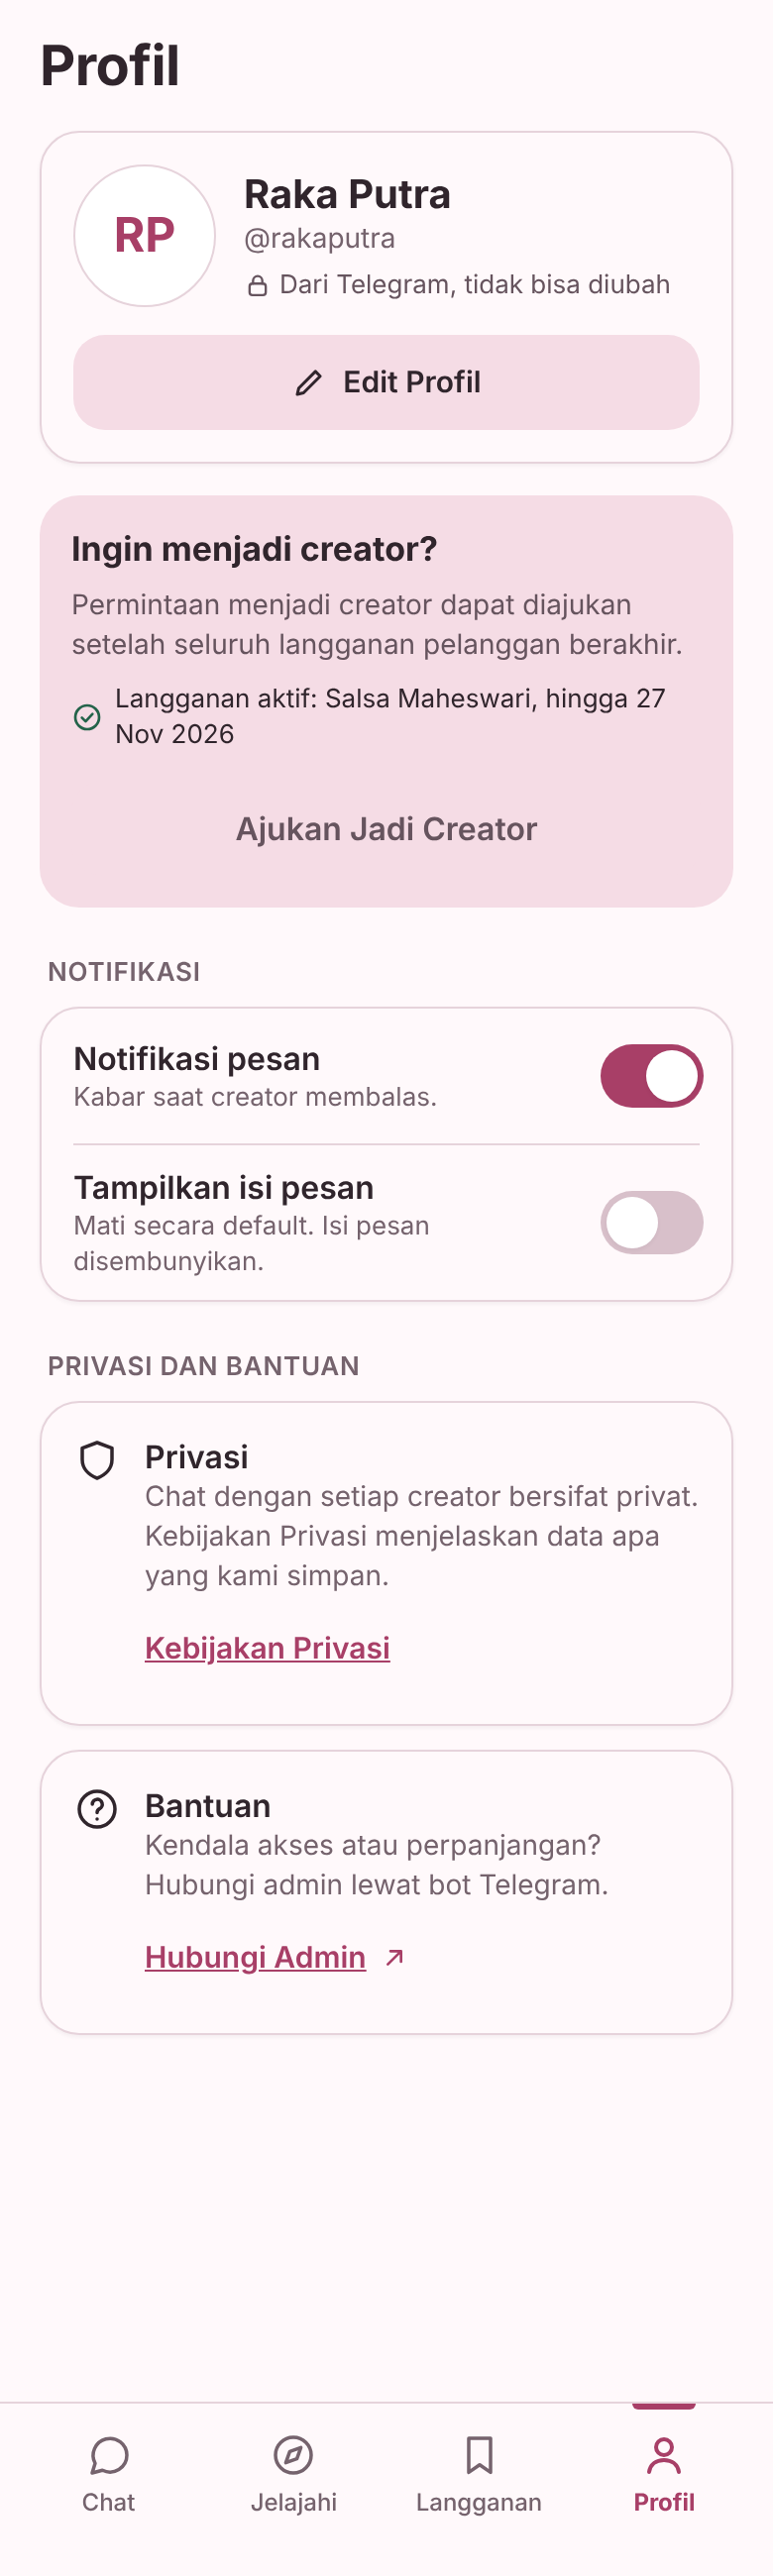 Profil
RP
Raka Putra
@rakaputra
Dari Telegram, tidak bisa diubah
Edit Profil
Ingin menjadi creator?
Permintaan menjadi creator dapat diajukan
setelah seluruh langganan pelanggan berakhir.
Langganan aktif: Salsa Maheswari, hingga 27
Nov 2026
Ajukan Jadi Creator
NOTIFIKASI
Notifikasi pesan
Kabar saat creator membalas.
Tampilkan isi pesan
Mati secara default. Isi pesan
disembunyikan.
PRIVASI DAN BANTUAN
Privasi
Chat dengan setiap creator bersifat privat.
Kebijakan Privasi menjelaskan data apa
yang kami simpan.
Kebijakan Privasi
Bantuan
Kendala akses atau perpanjangan?
Hubungi admin lewat bot Telegram.
Hubungi Admin
Chat
Jelajahi
Langganan
Profil